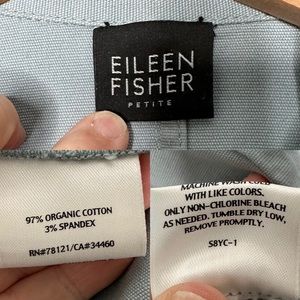 EILEEN
FISHER
PETITE
97% ORGANIC COTTON
3% SPANDEX
RN#78121/CA#34460
MACHINE WASH COLD
WITH LIKE COLORS.
ONLY NON-CHLORINE BLEACH
AS NEEDED. TUMBLE DRY LOW,
REMOVE PROMPTLY.
S8YC-1